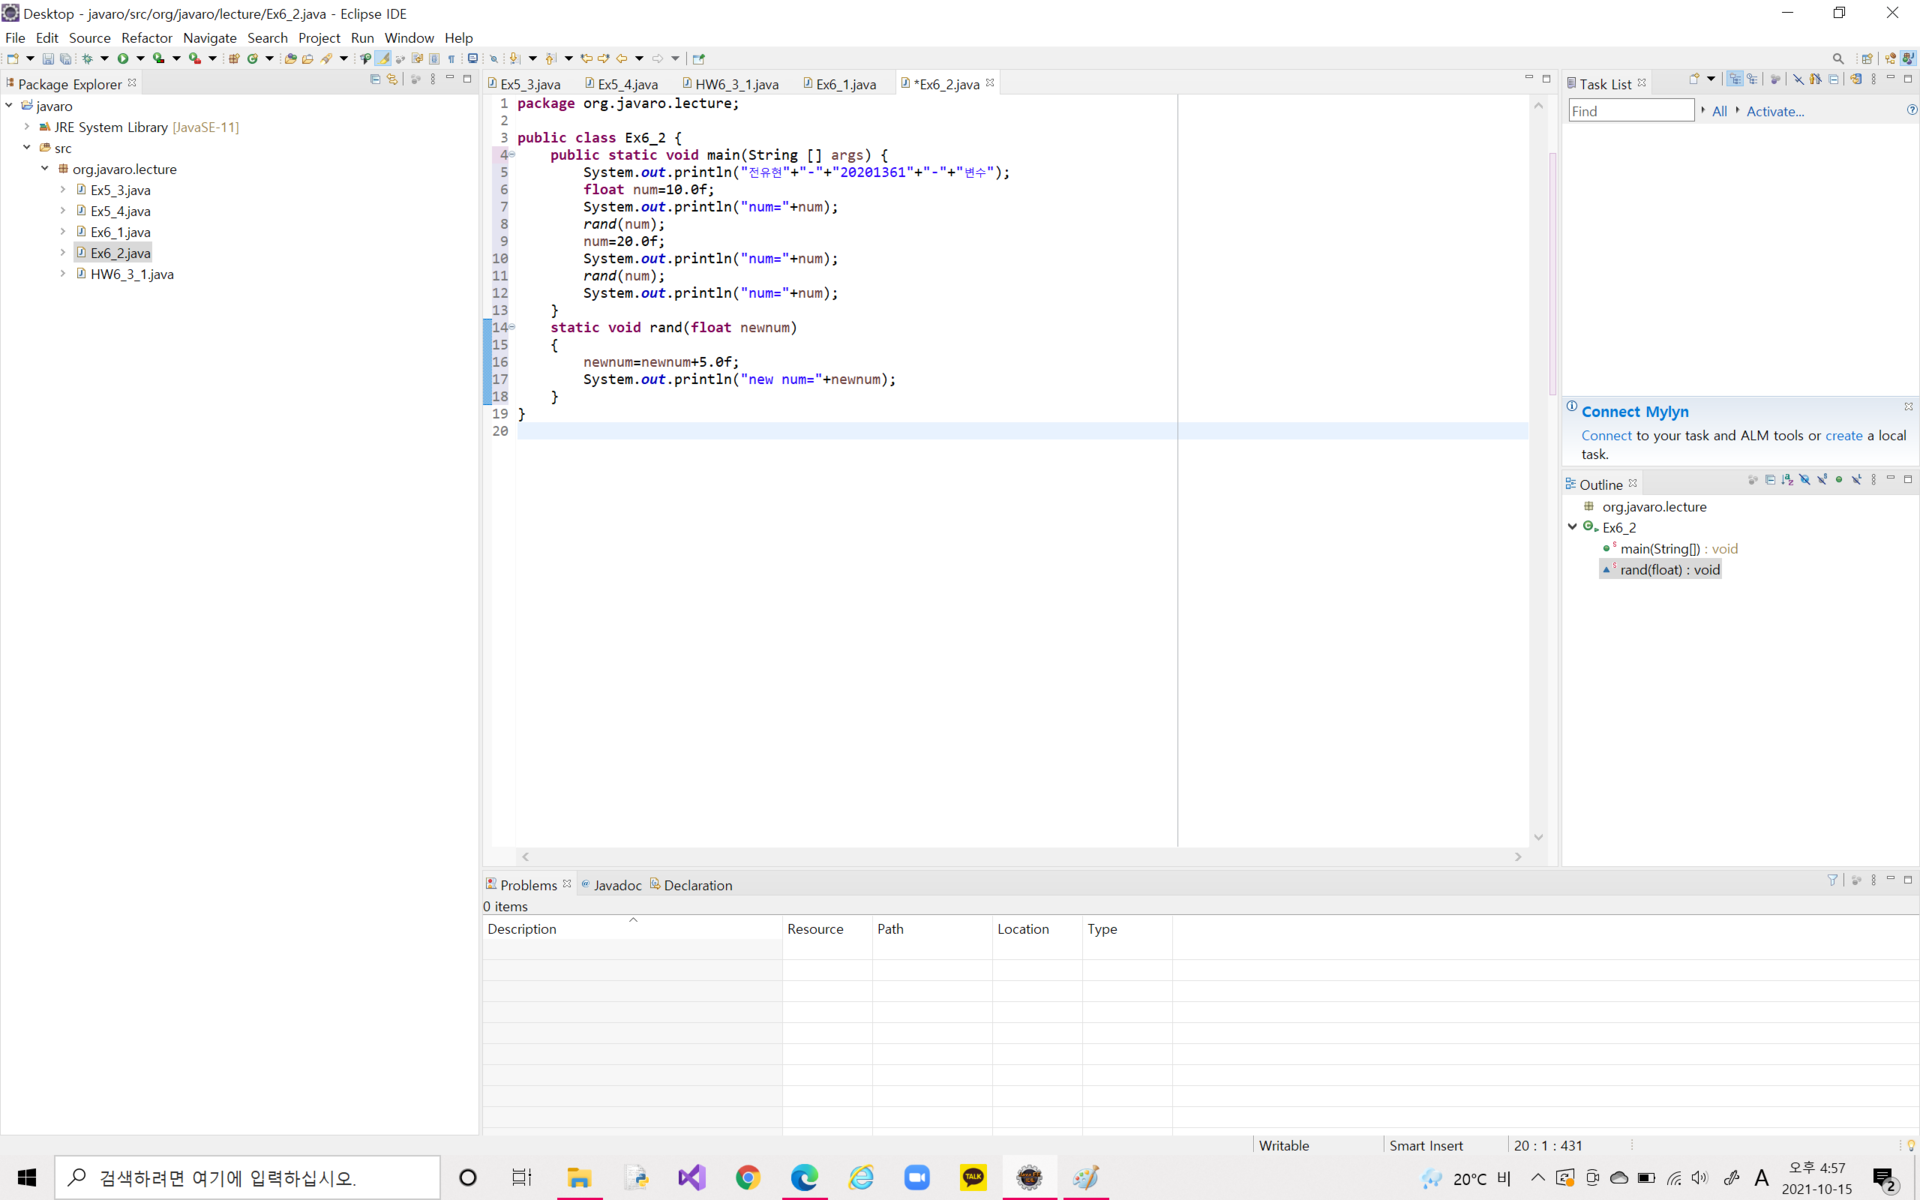 Desktop - javaro/src/org/javaro/lecture/Ex6_2.java - Eclipse IDE
File Edit Source Refactor Navigate Search Project Run Window Help
Package Explorer
javaro
JRE System Library [JavaSE-11]
src
org.javaro.lecture
Ex5_3.java
Ex5_4.java
Ex6_1.java
Ex6_2.java
HW6_3_1.java
Ex5_3.java Ex5_4.java HW6_3_1.java Ex6_1.java *Ex6_2.java
1 package org.javaro.lecture;
2
3 public class Ex6_2 {
4 public static void main(String [] args) {
5 System.out.println("전유현"+"-"+"20201361"+"-"+"변수");
6 float num=10.0f;
7 System.out.println("num="+num);
8 rand(num);
9 num=20.0f;
10 System.out.println("num="+num);
11 rand(num);
12 System.out.println("num="+num);
13 }
14 static void rand(float newnum)
15 {
16 newnum=newnum+5.0f;
17 System.out.println("new num="+newnum);
18 }
19 }
20
Task List
Find All Activate...
Connect Mylyn
Connect to your task and ALM tools or create a local
task.
Outline
org.javaro.lecture
Ex6_2
main(String[]) : void
rand(float) : void
Problems Javadoc Declaration
0 items
Description Resource Path Location Type
Writable Smart Insert 20 : 1 : 431
검색하려면 여기에 입력하십시오.
TALK
20°C 비
A
오후 4:57
2021-10-15
2